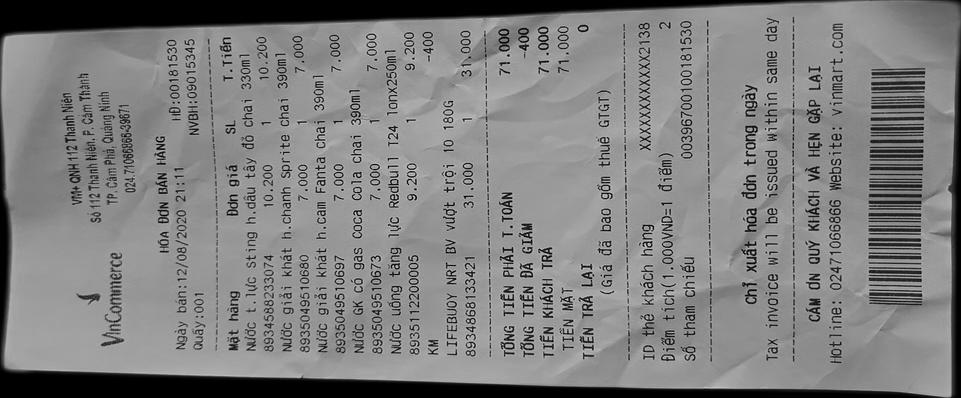 VinCommerce
VM+ QNH 112 Thanh Niên
Số 112 Thanh Niên, P. Cẩm Thành
TP. Cẩm Phả, Quảng Ninh
024.71066866-39671
HÓA ĐƠN BÁN HÀNG
Ngày bán:12/08/2020 21:11 HĐ:00181530
Quầy:001 NVBH:09015345
Mặt hàng Đơn giá SL T.Tiền
Nước t.lực Sting h.dâu tây đỏ chai 330ml
8934588233074 10.200 1 10.200
Nước giải khát h.chanh Sprite chai 390ml
8935049510680 7.000 1 7.000
Nước giải khát h.cam Fanta chai 390ml
8935049510697 7.000 1 7.000
Nước GK có gas Coca Cola chai 390ml
8935049510673 7.000 1 7.000
Nước uống tăng lực Redbull T24 lonx250ml
8935112200005 9.200 1 9.200
KM -400
LIFEBUOY NRT BV vượt trội 10 180G
8934868133421 31.000 1 31.000
TỔNG TIỀN PHẢI T.TOÁN 71.000
TỔNG TIỀN ĐÃ GIẢM -400
TIỀN KHÁCH TRẢ 71.000
TIỀN MẶT 71.000
TIỀN TRẢ LẠI 0
(Giá đã bao gồm thuế GTGT)
ID thẻ khách hàng XXXXXXXXXXXX2138
Điểm tích(1.000VND=1 điểm) 2
Số tham chiếu 00396700100181530
Chỉ xuất hóa đơn trong ngày
Tax invoice will be issued within same day
CẢM ƠN QUÝ KHÁCH VÀ HẸN GẶP LẠI
Hotline: 02471066866 Website: vinmart.com